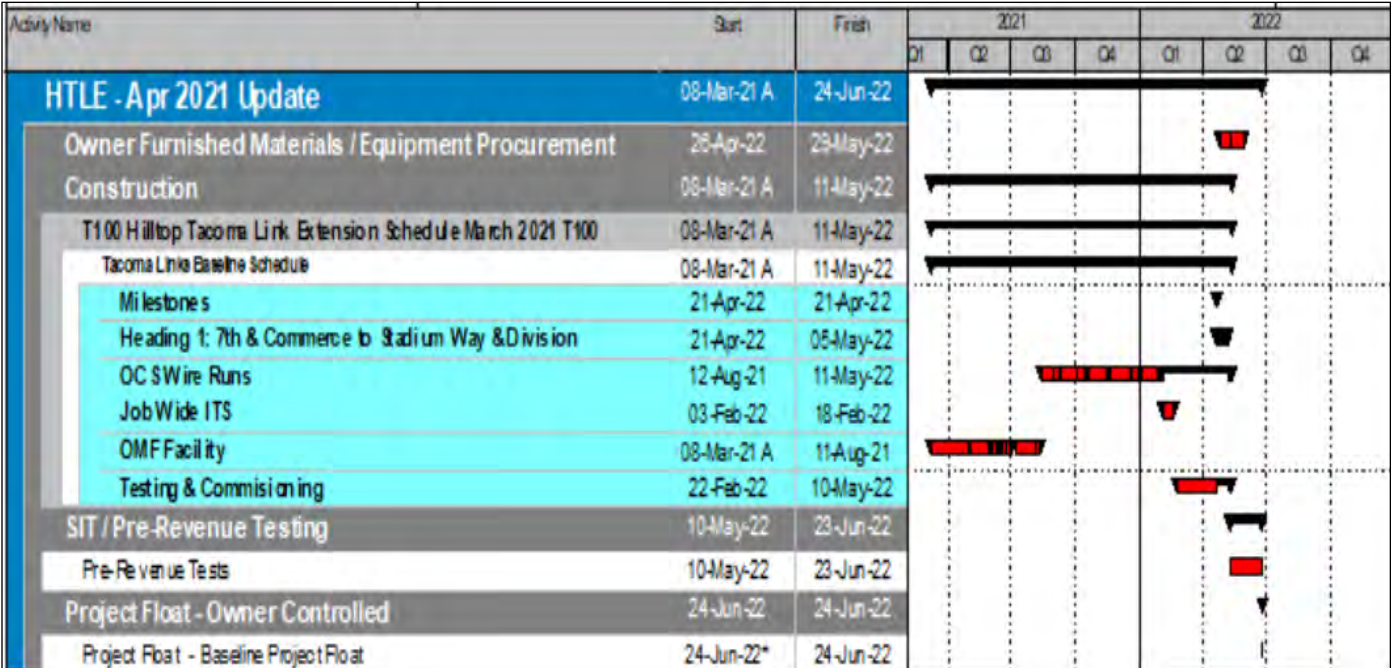 Activity Name Start Finish 2021 2022
Q1 Q2 Q3 Q4 Q1 Q2 Q3 Q4
HTLE - Apr 2021 Update 08-Mar-21 A 24-Jun-22
Owner Furnished Materials / Equipment Procurement 26-Apr-22 29-May-22
Construction 08-Mar-21 A 11-May-22
T100 Hilltop Tacoma Link Extension Schedule March 2021 T100 08-Mar-21 A 11-May-22
Tacoma Links Baseline Schedule 08-Mar-21 A 11-May-22
Milestones 21-Apr-22 21-Apr-22
Heading 1: 7th & Commerce to Stadium Way & Division 21-Apr-22 05-May-22
OCS Wire Runs 12-Aug-21 11-May-22
Job Wide ITS 03-Feb-22 18-Feb-22
OMF Facility 08-Mar-21 A 11-Aug-21
Testing & Commisioning 22-Feb-22 10-May-22
SIT / Pre-Revenue Testing 10-May-22 23-Jun-22
Pre-Revenue Tests 10-May-22 23-Jun-22
Project Float - Owner Controlled 24-Jun-22 24-Jun-22
Project Float - Baseline Project Float 24-Jun-22* 24-Jun-22